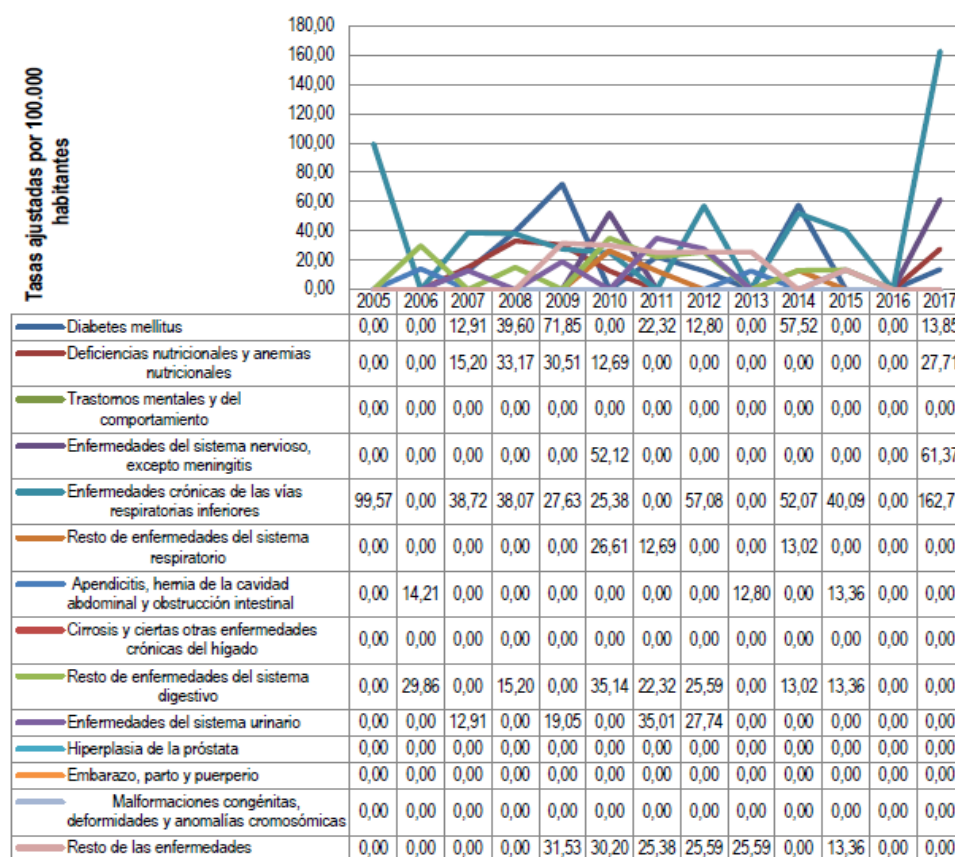 180,00
160,00
140,00
120,00
100,00
80,00
60,00
40,00
20,00
0,00
Tasas ajustadas por 100.000
habitantes
2005 2006 2007 2008 2009 2010 2011 2012 2013 2014 2015 2016 2017
Diabetes mellitus 0,00 0,00 12,91 39,60 71,85 0,00 22,32 12,80 0,00 57,52 0,00 0,00 13,85
Deficiencias nutricionales y anemias
nutricionales 0,00 0,00 15,20 33,17 30,51 12,69 0,00 0,00 0,00 0,00 0,00 0,00 27,71
Trastornos mentales y del
comportamiento 0,00 0,00 0,00 0,00 0,00 0,00 0,00 0,00 0,00 0,00 0,00 0,00 0,00
Enfermedades del sistema nervioso,
excepto meningitis 0,00 0,00 0,00 0,00 0,00 52,12 0,00 0,00 0,00 0,00 0,00 0,00 61,37
Enfermedades crónicas de las vías
respiratorias inferiores 99,57 0,00 38,72 38,07 27,63 25,38 0,00 57,08 0,00 52,07 40,09 0,00 162,7
Resto de enfermedades del sistema
respiratorio 0,00 0,00 0,00 0,00 0,00 26,61 12,69 0,00 0,00 13,02 0,00 0,00 0,00
Apendicitis, hernia de la cavidad
abdominal y obstrucción intestinal 0,00 14,21 0,00 0,00 0,00 0,00 0,00 0,00 12,80 0,00 13,36 0,00 0,00
Cirrosis y ciertas otras enfermedades
crónicas del hígado 0,00 0,00 0,00 0,00 0,00 0,00 0,00 0,00 0,00 0,00 0,00 0,00 0,00
Resto de enfermedades del sistema
digestivo 0,00 29,86 0,00 15,20 0,00 35,14 22,32 25,59 0,00 13,02 13,36 0,00 0,00
Enfermedades del sistema urinario 0,00 0,00 12,91 0,00 19,05 0,00 35,01 27,74 0,00 0,00 0,00 0,00 0,00
Hiperplasia de la próstata 0,00 0,00 0,00 0,00 0,00 0,00 0,00 0,00 0,00 0,00 0,00 0,00 0,00
Embarazo, parto y puerperio 0,00 0,00 0,00 0,00 0,00 0,00 0,00 0,00 0,00 0,00 0,00 0,00 0,00
Malformaciones congénitas,
deformidades y anomalías cromosómicas 0,00 0,00 0,00 0,00 0,00 0,00 0,00 0,00 0,00 0,00 0,00 0,00 0,00
Resto de las enfermedades 0,00 0,00 0,00 0,00 31,53 30,20 25,38 25,59 25,59 0,00 13,36 0,00 0,00